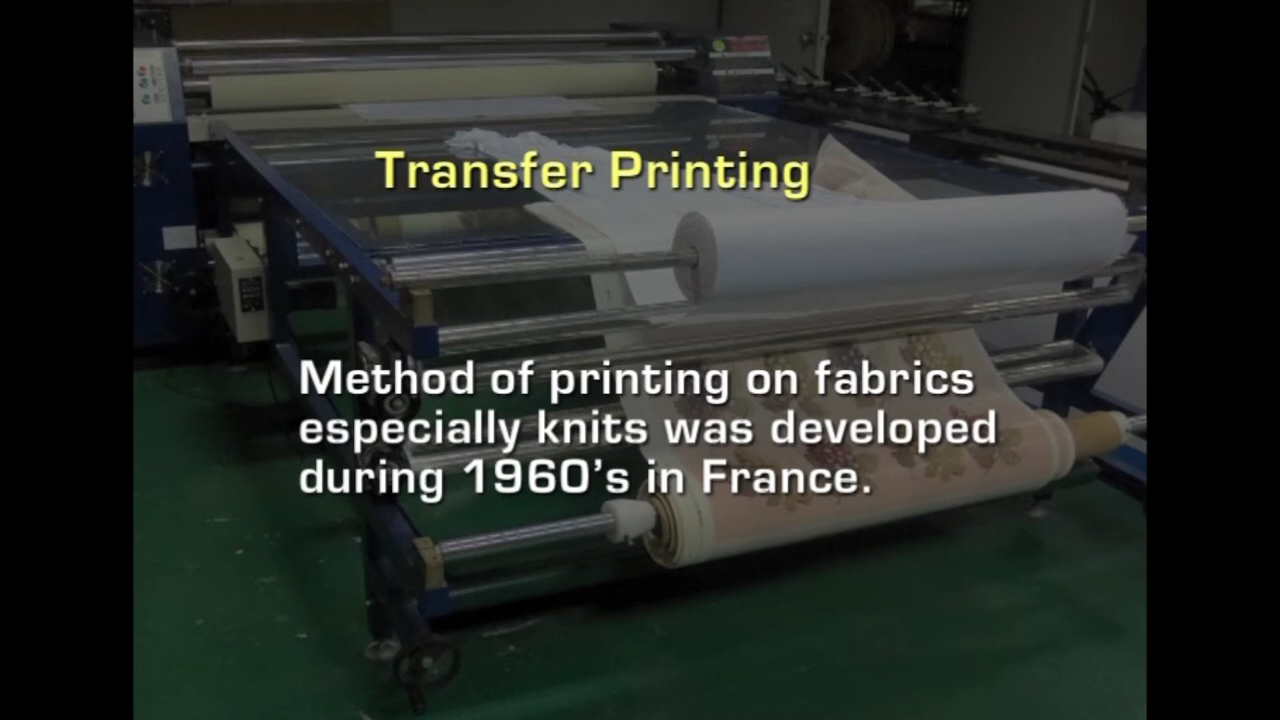 Transfer Printing
Method of printing on fabrics
especially knits was developed
during 1960's in France.